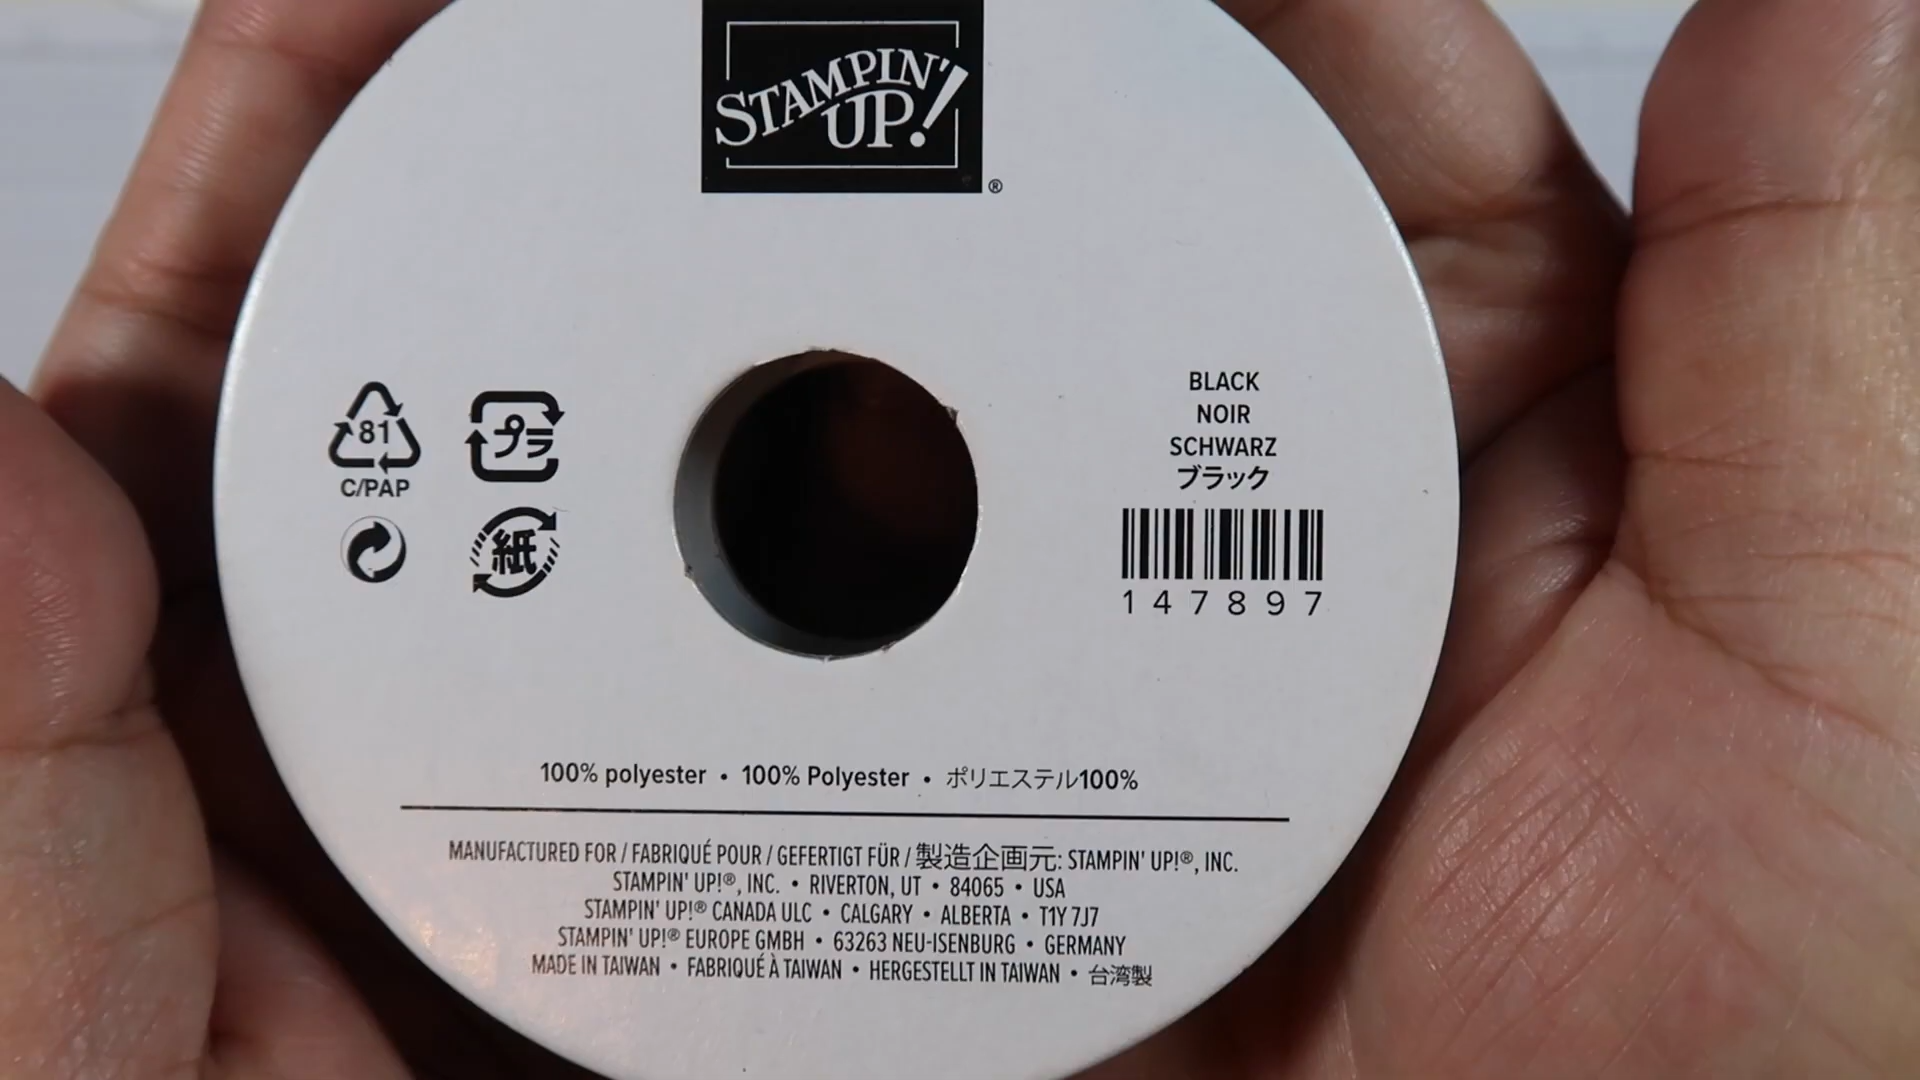 STAMPIN'
UP!
®
81
C/PAP
プラ
紙
BLACK
NOIR
SCHWARZ
ブラック
147897
100% polyester • 100% Polyester • ポリエステル100%
MANUFACTURED FOR / FABRIQUÉ POUR / GEFERTIGT FÜR / 製造企画元: STAMPIN' UP!®, INC.
STAMPIN' UP!®, INC. • RIVERTON, UT • 84065 • USA
STAMPIN' UP!® CANADA ULC • CALGARY • ALBERTA • T1Y 7J7
STAMPIN' UP!® EUROPE GMBH • 63263 NEU-ISENBURG • GERMANY
MADE IN TAIWAN • FABRIQUÉ À TAIWAN • HERGESTELLT IN TAIWAN • 台湾製